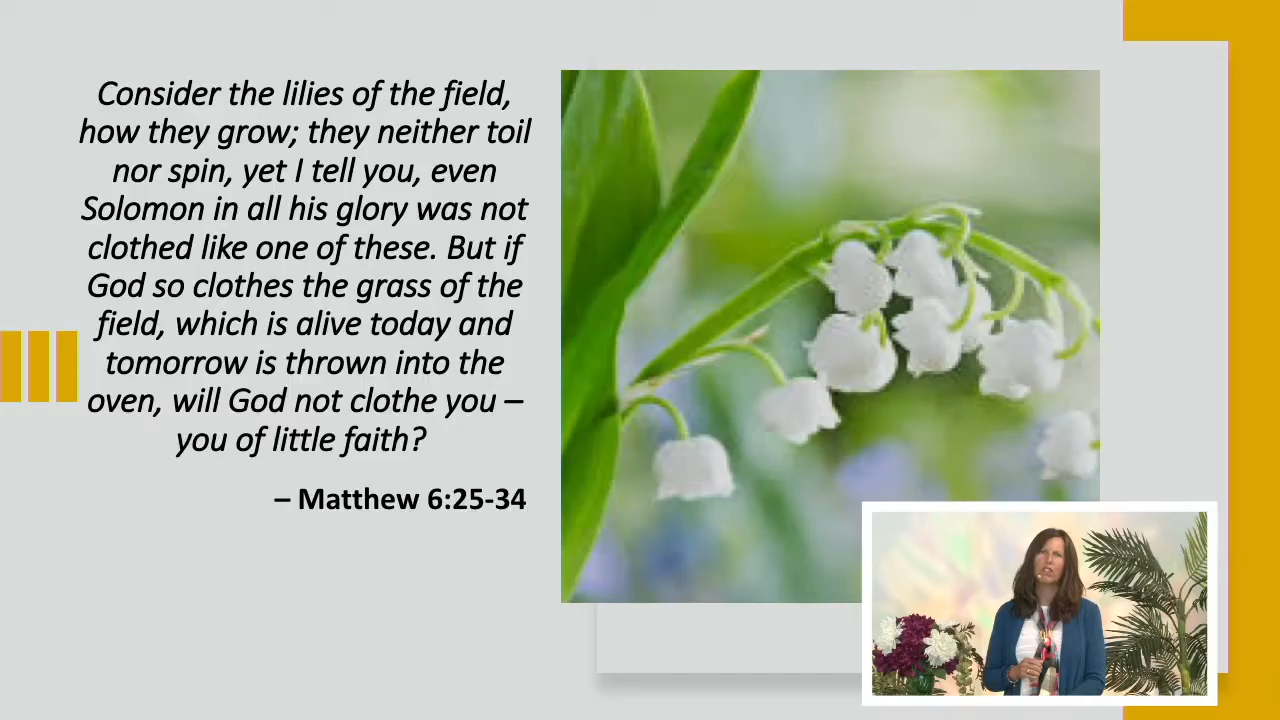 Consider the lilies of the field,
how they grow; they neither toil
nor spin, yet I tell you, even
Solomon in all his glory was not
clothed like one of these. But if
God so clothes the grass of the
field, which is alive today and
tomorrow is thrown into the
oven, will God not clothe you –
you of little faith?
– Matthew 6:25-34